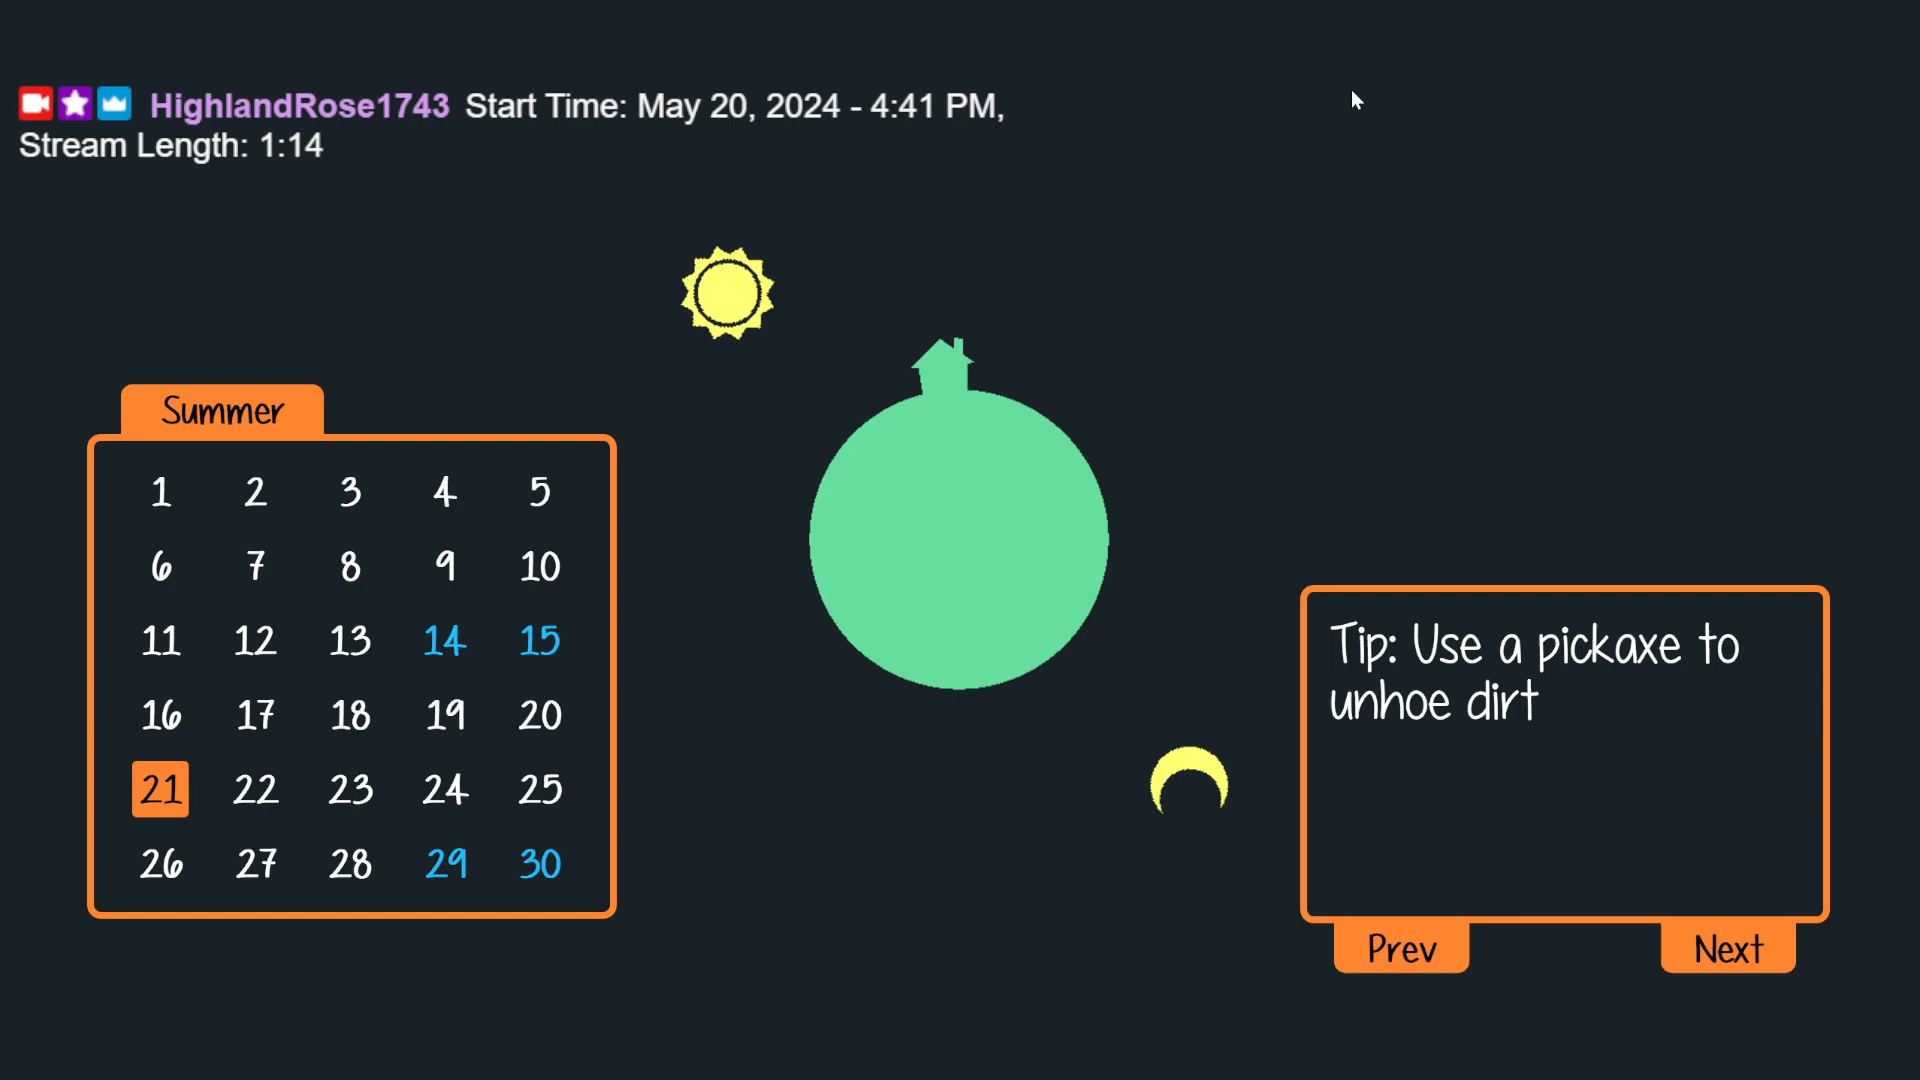 HighlandRose1743 Start Time: May 20, 2024 - 4:41 PM,
Stream Length: 1:14
Summer
1 2 3 4 5
6 7 8 9 10
11 12 13 14 15
16 17 18 19 20
21 22 23 24 25
26 27 28 29 30
Tip: Use a pickaxe to
unhoe dirt
Prev
Next